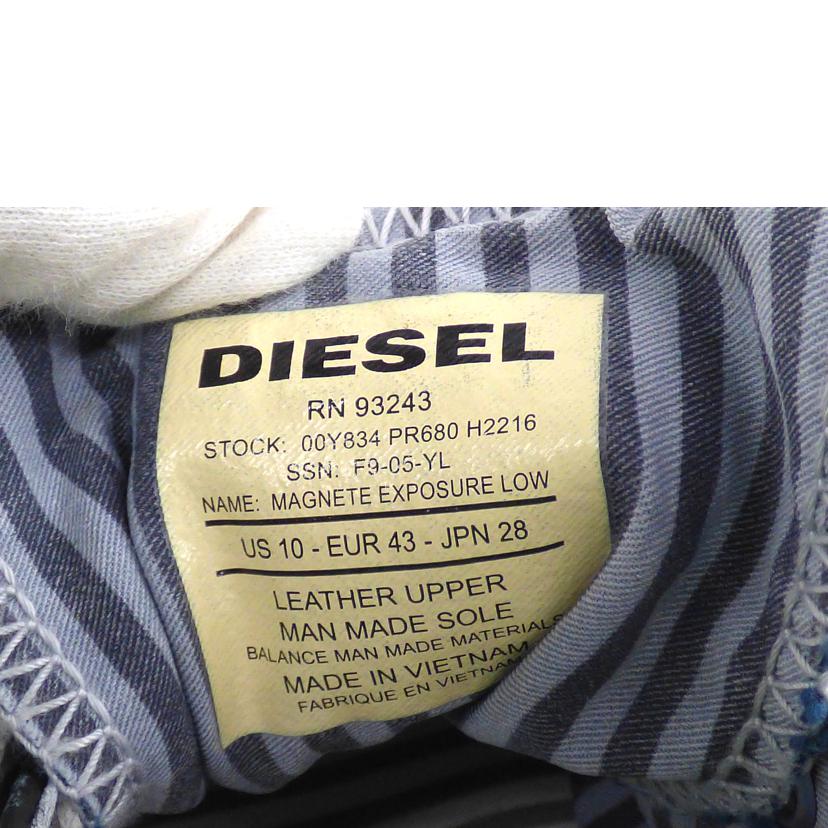 DIESEL
RN 93243
STOCK: 00Y834 PR680 H2216
SSN: F9-05-YL
NAME: MAGNETE EXPOSURE LOW
US 10 - EUR 43 - JPN 28
LEATHER UPPER
MAN MADE SOLE
BALANCE MAN MADE MATERIALS
MADE IN VIETNAM
FABRIQUE EN VIETNAM